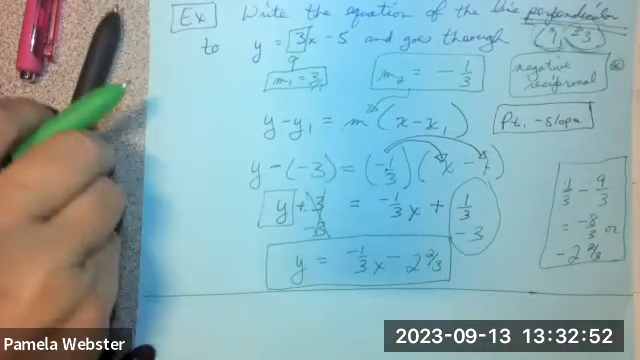 Ex Write the equation of the line perpendicular
to y = 3x - 5 and goes through (1, -3)
m₁ = 3/1 m₂ = - 1/3 negative
reciprocal
y - y₁ = m (x - x₁) Pt. - slope
y - (-3) = (-1/3) (x - 1)
y + 3 = -1/3 x + 1/3
-3 - 3
y = -1/3 x - 2 2/3
1/3 - 9/3
= -8/3 or
- 2 2/3
Pamela Webster
2023-09-13 13:32:52